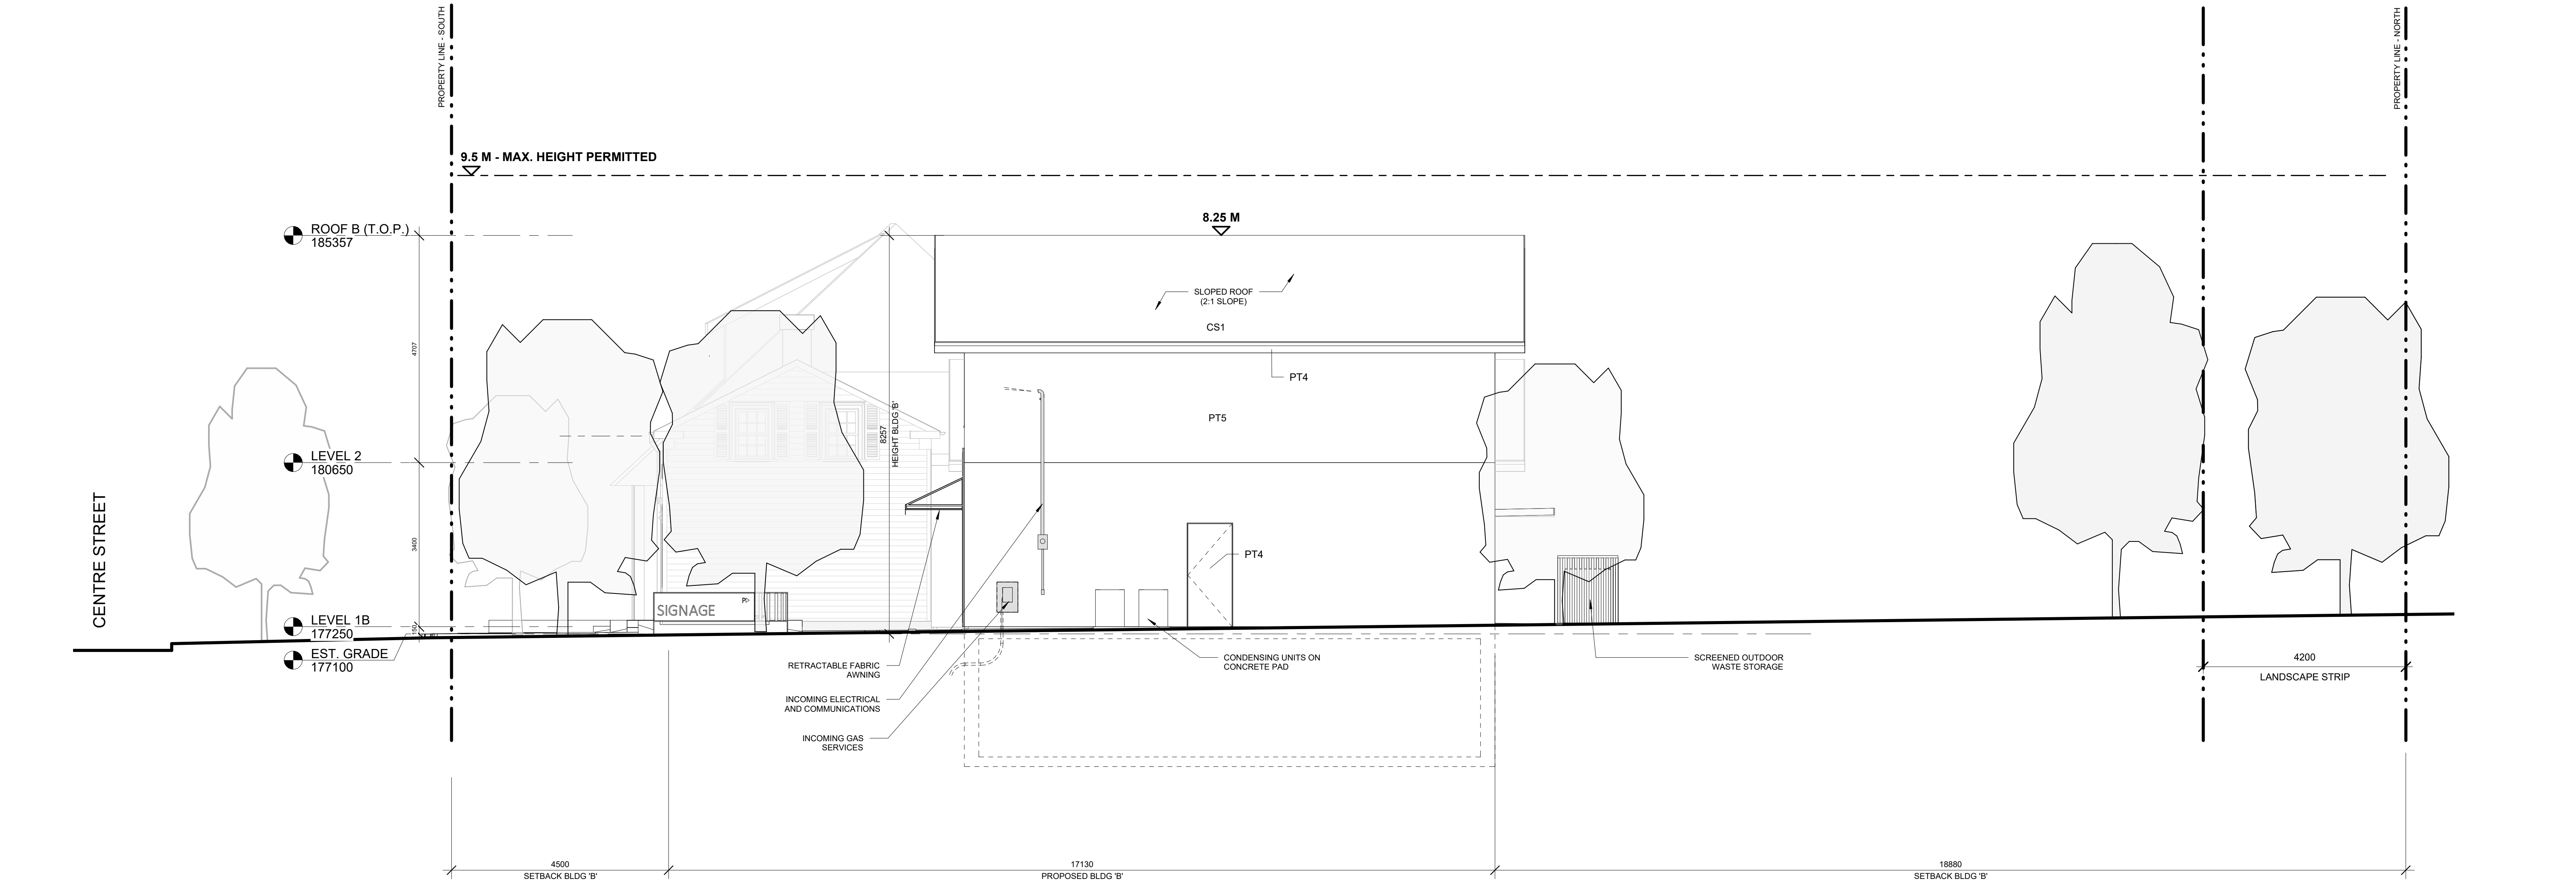 PROPERTY LINE - SOUTH
PROPERTY LINE - NORTH
9.5 M - MAX. HEIGHT PERMITTED
8.25 M
ROOF B (T.O.P.)
185357
SLOPED ROOF
(2:1 SLOPE)
CS1
4707
PT4
PT5
8257
HEIGHT BLDG 'B'
LEVEL 2
180650
CENTRE STREET
3400
PT4
SIGNAGE
LEVEL 1B
177250
150
EST. GRADE
177100
RETRACTABLE FABRIC
AWNING
CONDENSING UNITS ON
CONCRETE PAD
SCREENED OUTDOOR
WASTE STORAGE
4200
LANDSCAPE STRIP
INCOMING ELECTRICAL
AND COMMUNICATIONS
INCOMING GAS
SERVICES
4500
SETBACK BLDG 'B'
17130
PROPOSED BLDG 'B'
18880
SETBACK BLDG 'B'